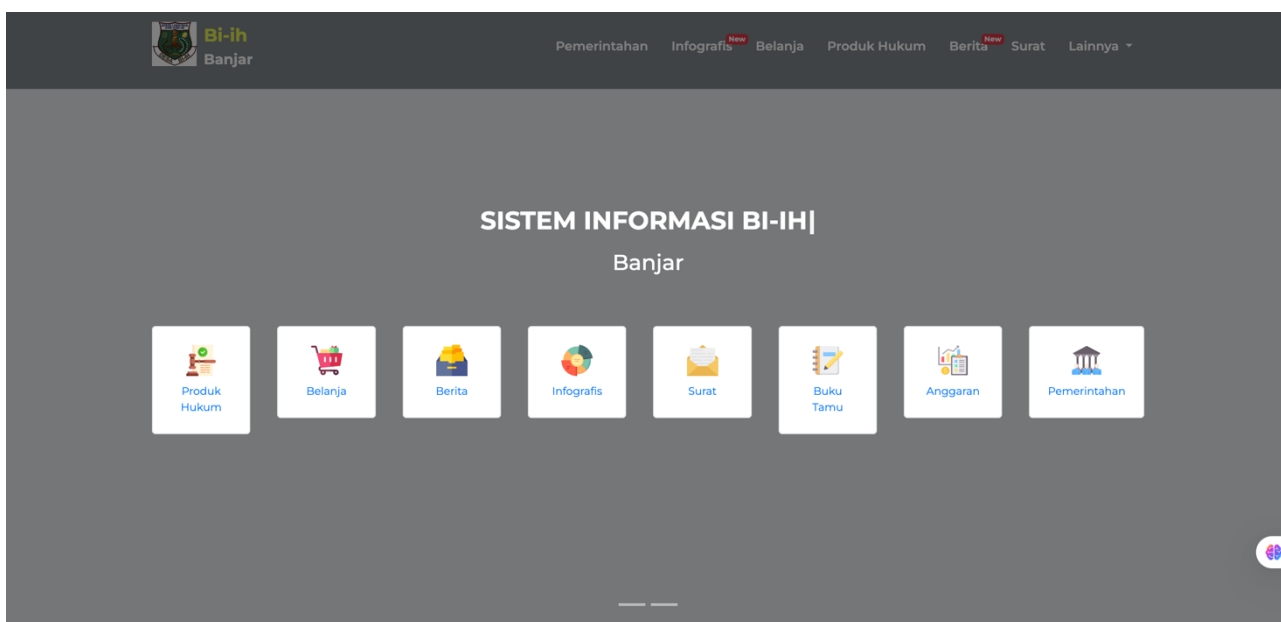 Bi-ih
Banjar
Pemerintahan Infografis New Belanja Produk Hukum Berita New Surat Lainnya
SISTEM INFORMASI BI-IH|
Banjar
Produk Hukum
Belanja
Berita
Infografis
Surat
Buku Tamu
Anggaran
Pemerintahan